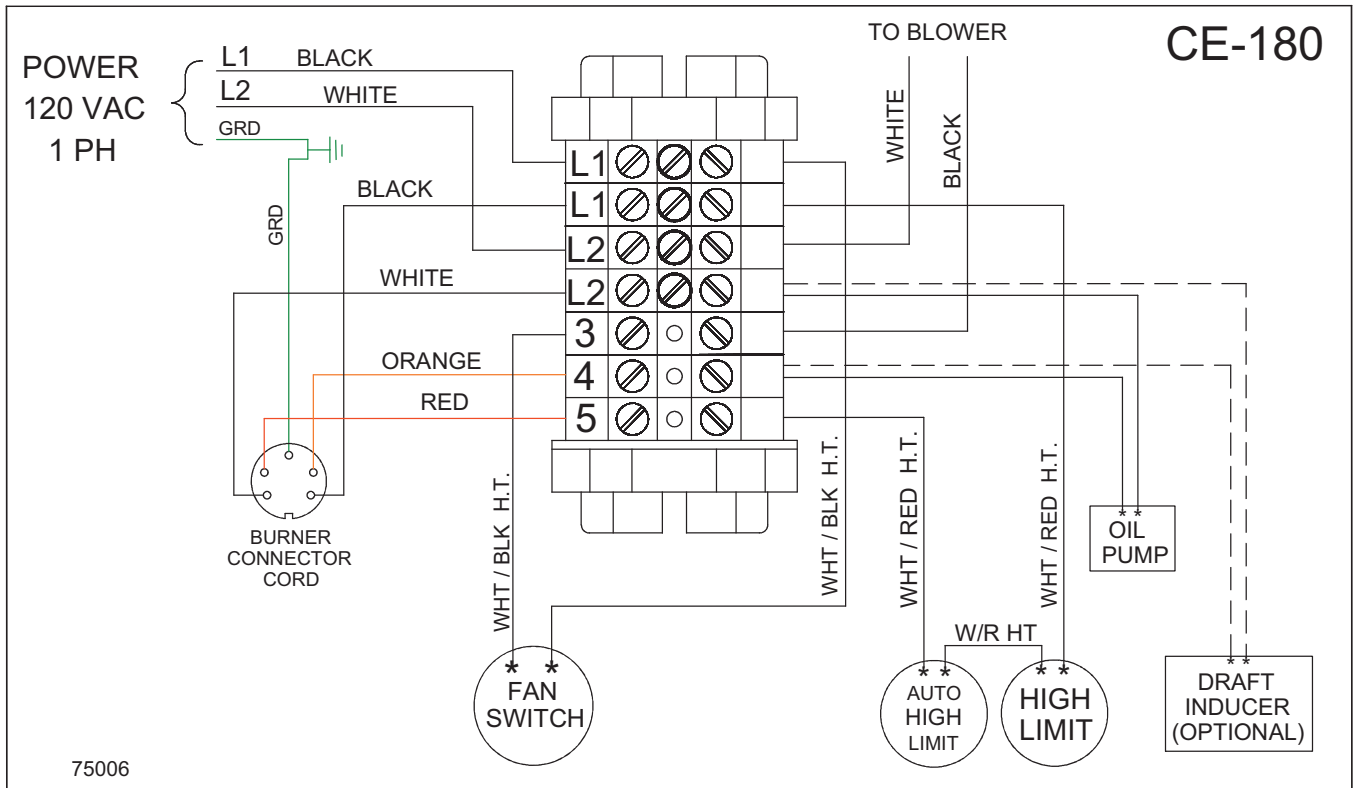 CE-180
POWER
120 VAC
1 PH
L1
BLACK
L2
WHITE
GRD
GRD
BLACK
WHITE
ORANGE
RED
TO BLOWER
WHITE
BLACK
L1
L1
L2
L2
3
4
5
BURNER
CONNECTOR
CORD
WHT / BLK H.T.
WHT / BLK H.T.
WHT / RED H.T.
WHT / RED H.T.
W/R HT
* *
FAN
SWITCH
* *
AUTO
HIGH
LIMIT
* *
HIGH
LIMIT
* *
OIL
PUMP
* *
DRAFT
INDUCER
(OPTIONAL)
75006